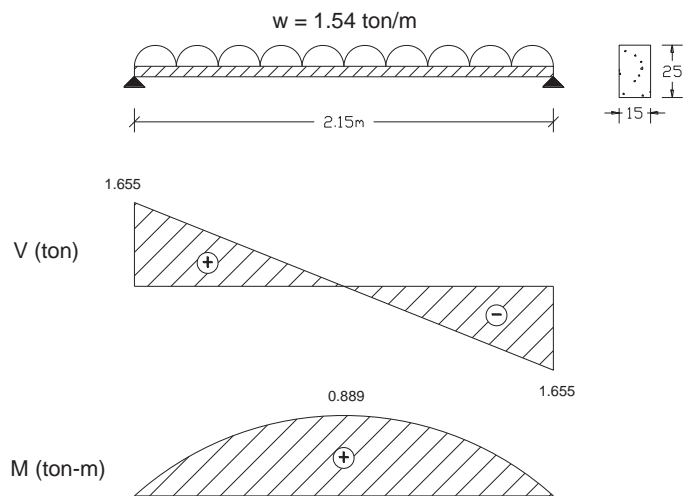 w = 1.54 ton/m
25
15
2.15m
1.655
V (ton)
+
−
1.655
0.889
M (ton-m)
+